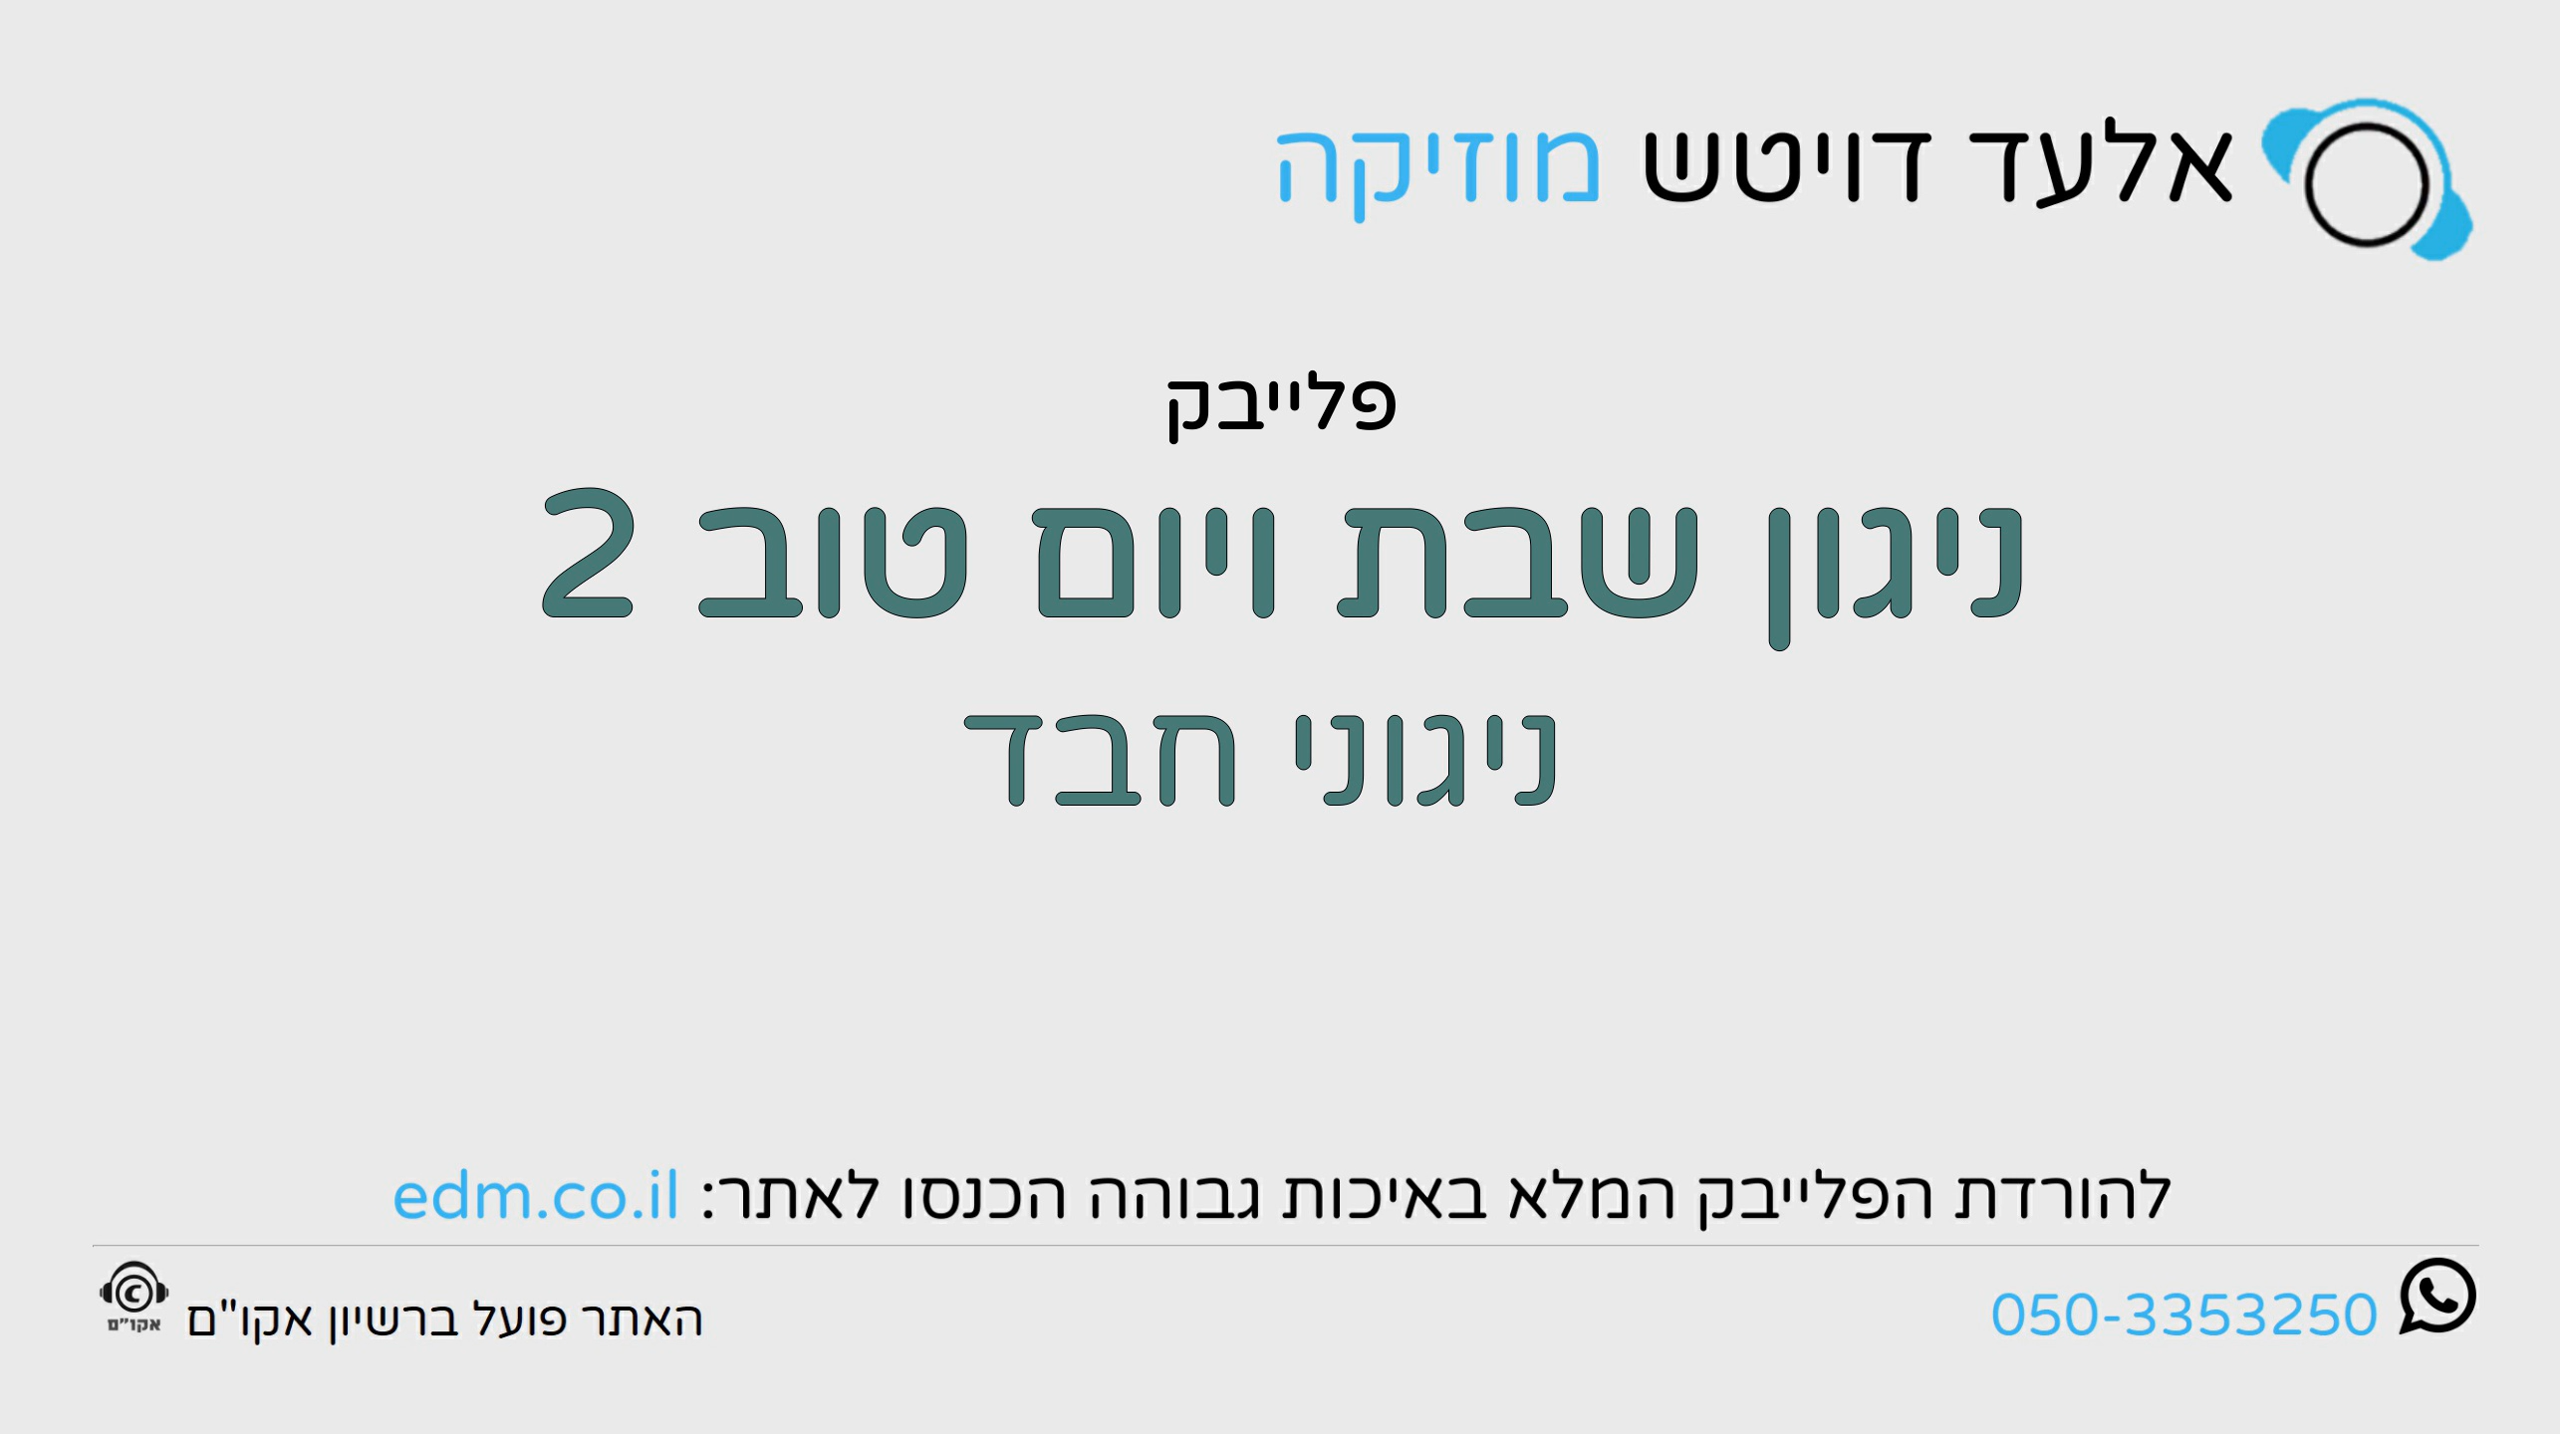 אלעד דויטש מוזיקה
פלייבק
ניגון שבת ויום טוב 2
ניגוני חבד
להורדת הפלייבק המלא באיכות גבוהה הכנסו לאתר: edm.co.il
050-3353250
האתר פועל ברשיון אקו"ם
אקו"ם